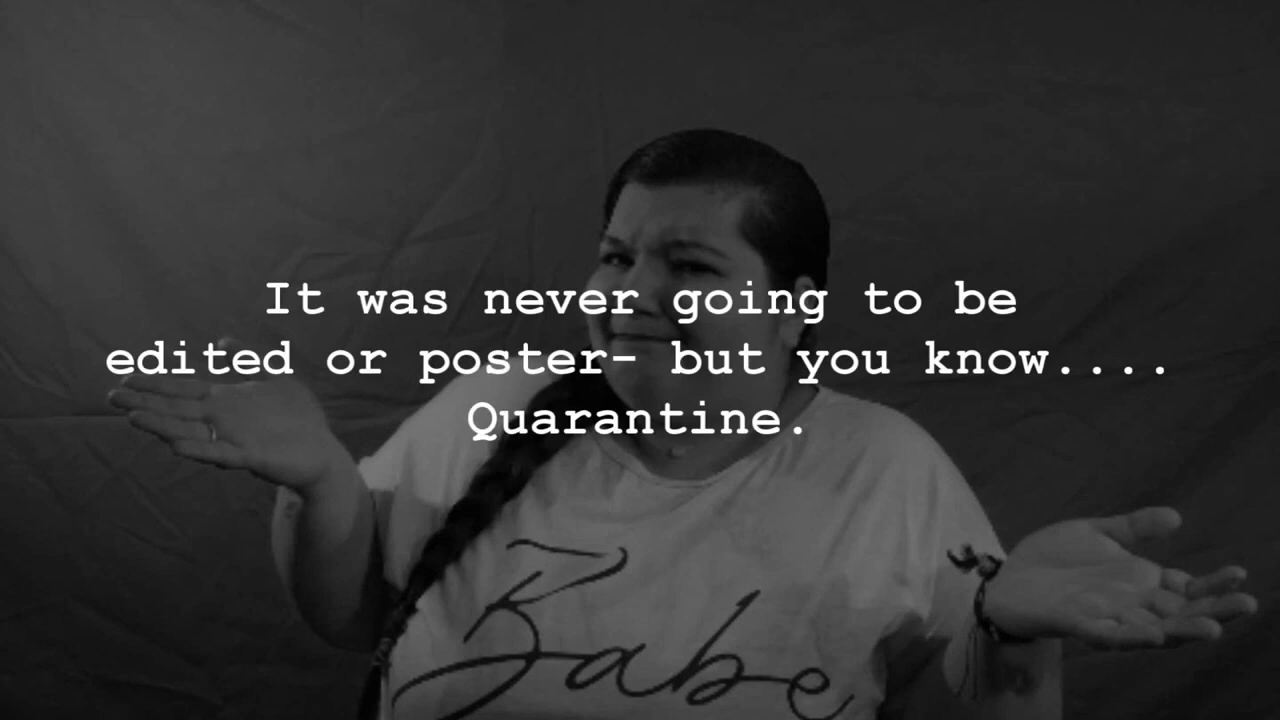 It was never going to be
edited or poster- but you know....
Quarantine.
Babe